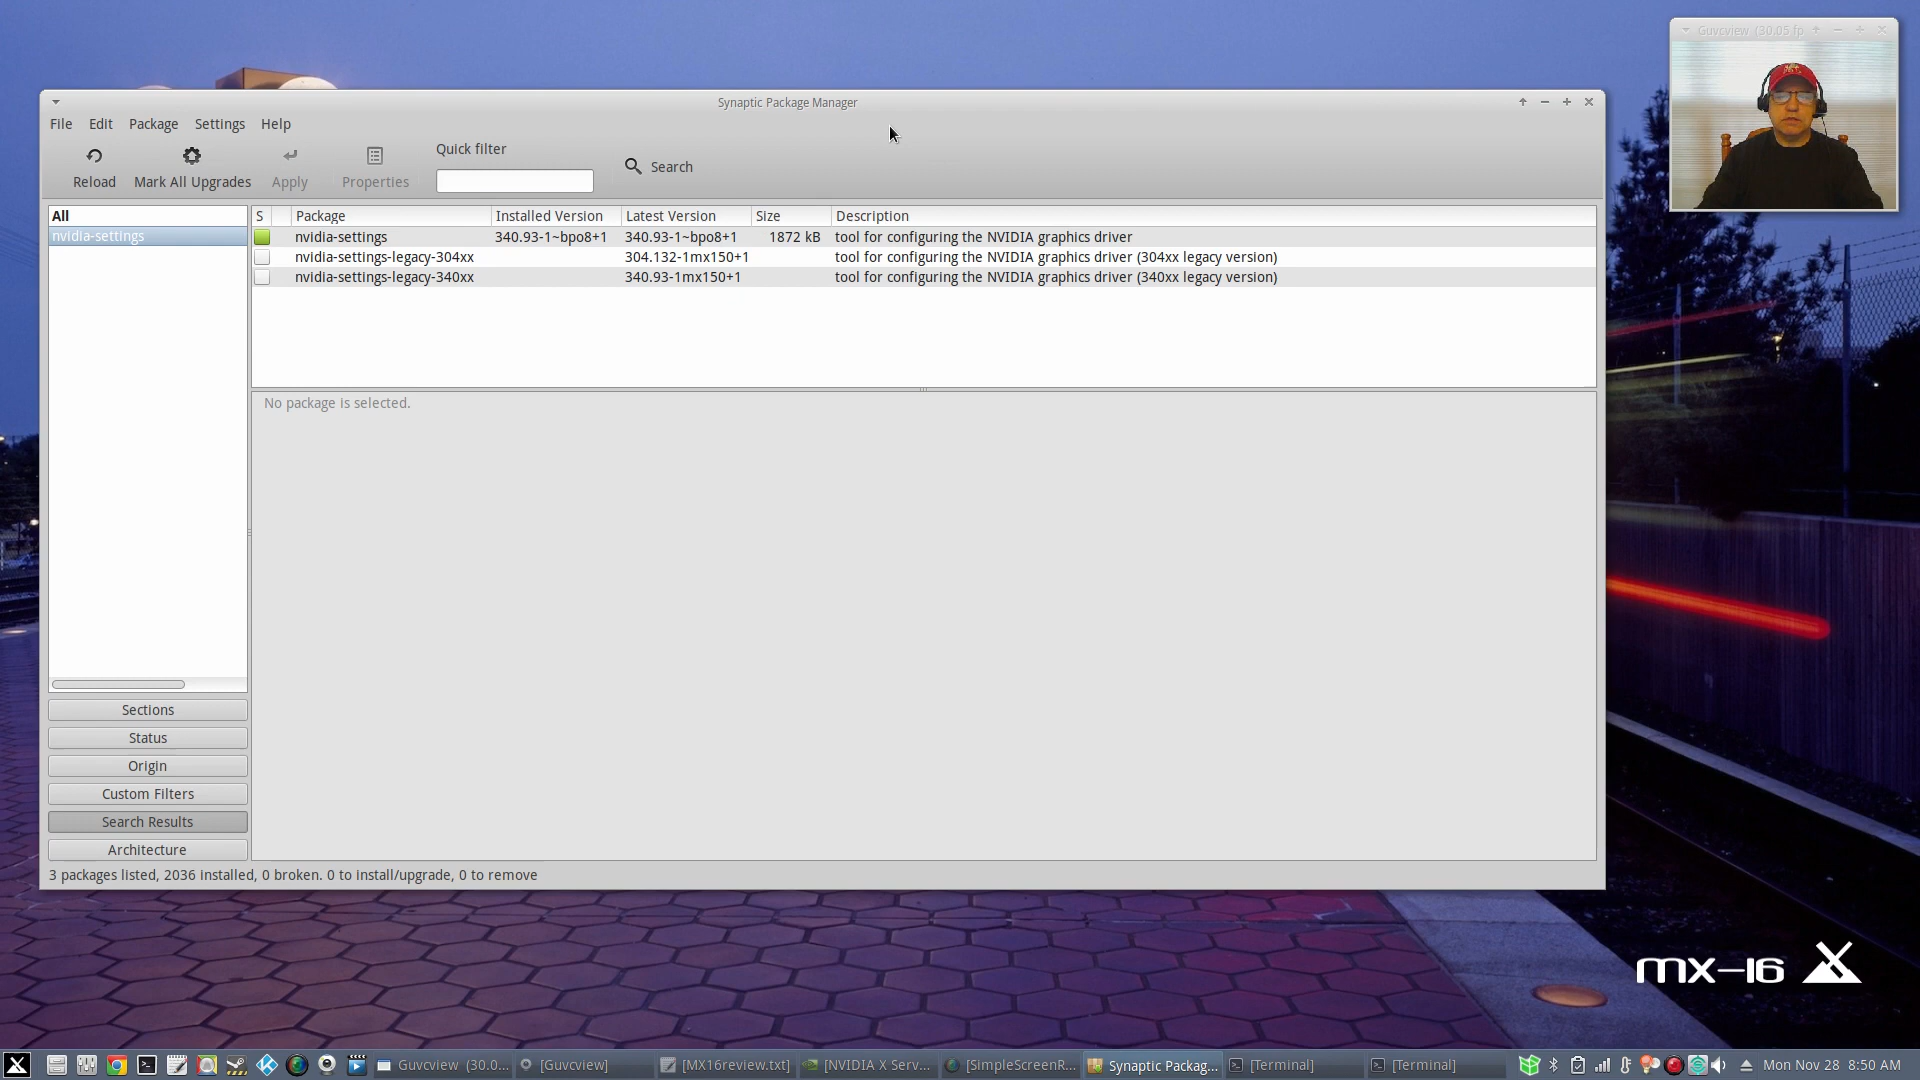 Guvcview (30.05 fp
Synaptic Package Manager
File Edit Package Settings Help
Reload Mark All Upgrades Apply Properties Quick filter Search
All
nvidia-settings
S Package Installed Version Latest Version Size Description
nvidia-settings 340.93-1~bpo8+1 340.93-1~bpo8+1 1872 kB tool for configuring the NVIDIA graphics driver
nvidia-settings-legacy-304xx 304.132-1mx150+1 tool for configuring the NVIDIA graphics driver (304xx legacy version)
nvidia-settings-legacy-340xx 340.93-1mx150+1 tool for configuring the NVIDIA graphics driver (340xx legacy version)
No package is selected.
Sections
Status
Origin
Custom Filters
Search Results
Architecture
3 packages listed, 2036 installed, 0 broken. 0 to install/upgrade, 0 to remove
mx-16
Guvcview (30.0... [Guvcview] [MX16review.txt] [NVIDIA X Serv... [SimpleScreenR... Synaptic Packag... [Terminal] [Terminal] Mon Nov 28 8:50 AM